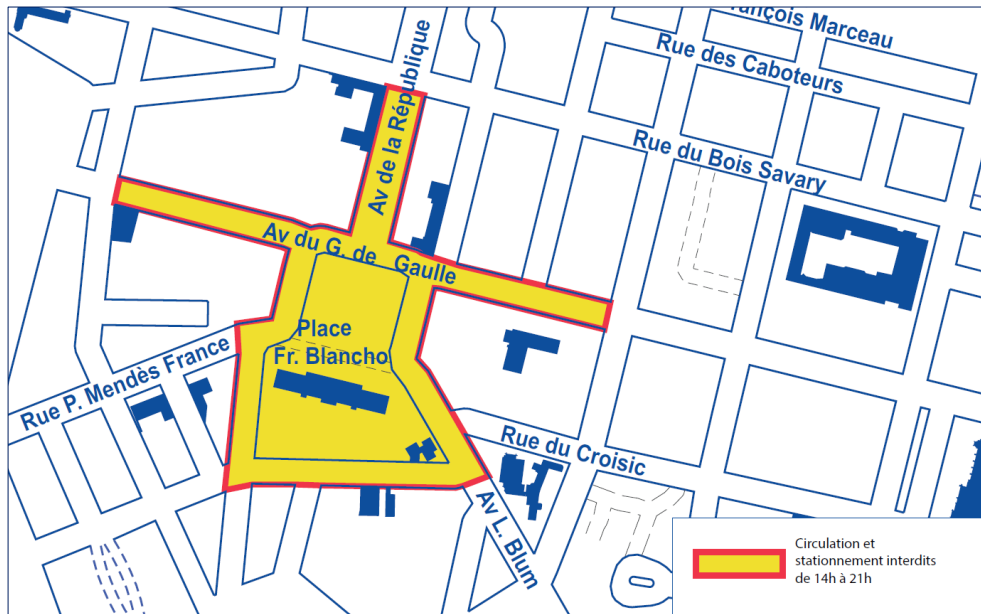 François Marceau
Rue des Caboteurs
Rue du Bois Savary
Av de la République
Av du G. de Gaulle
Place
Fr. Blancho
Rue P. Mendès France
Rue du Croisic
Av L. Blum
Circulation et
stationnement interdits
de 14h à 21h